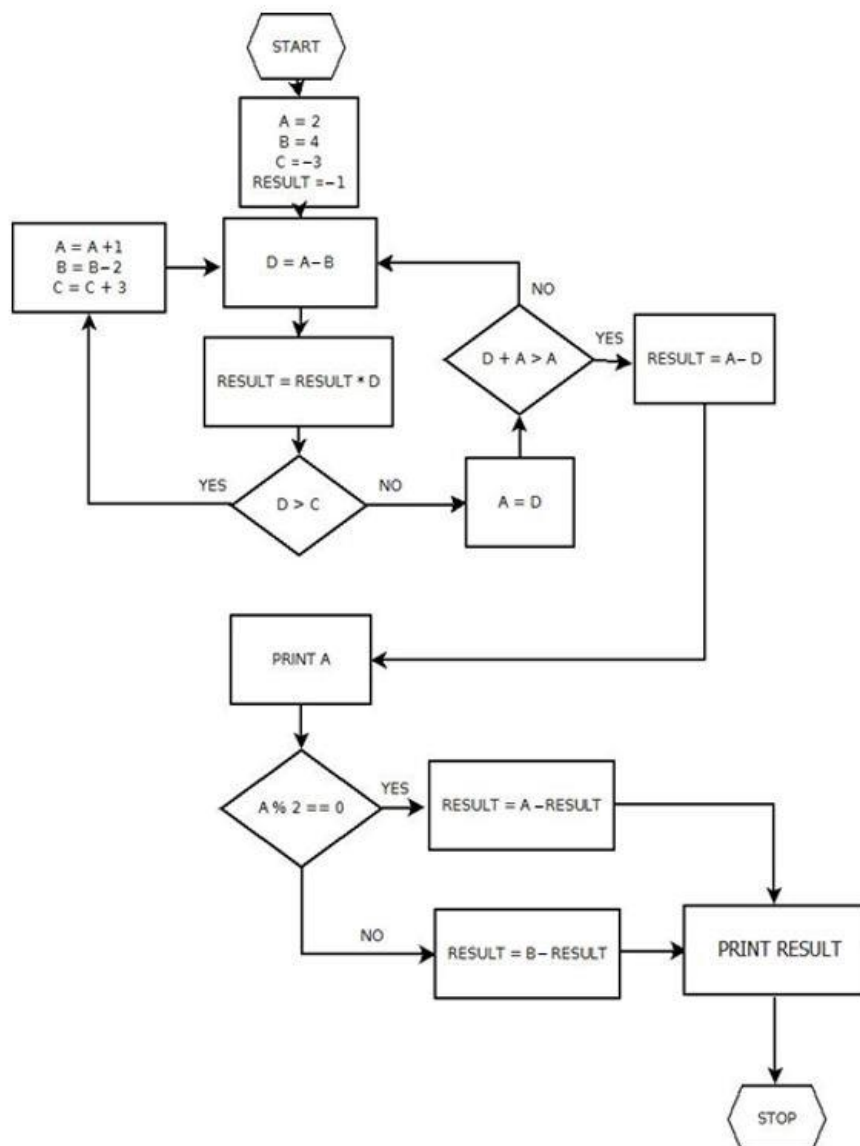 START
A = 2
B = 4
C =−3
RESULT =−1
A = A +1
B = B− 2
C = C + 3
D = A− B
NO
D + A > A
YES
RESULT = A− D
RESULT = RESULT * D
YES
D > C
NO
A = D
PRINT A
A % 2 == 0
YES
RESULT = A −RESULT
NO
RESULT = B− RESULT
PRINT RESULT
STOP